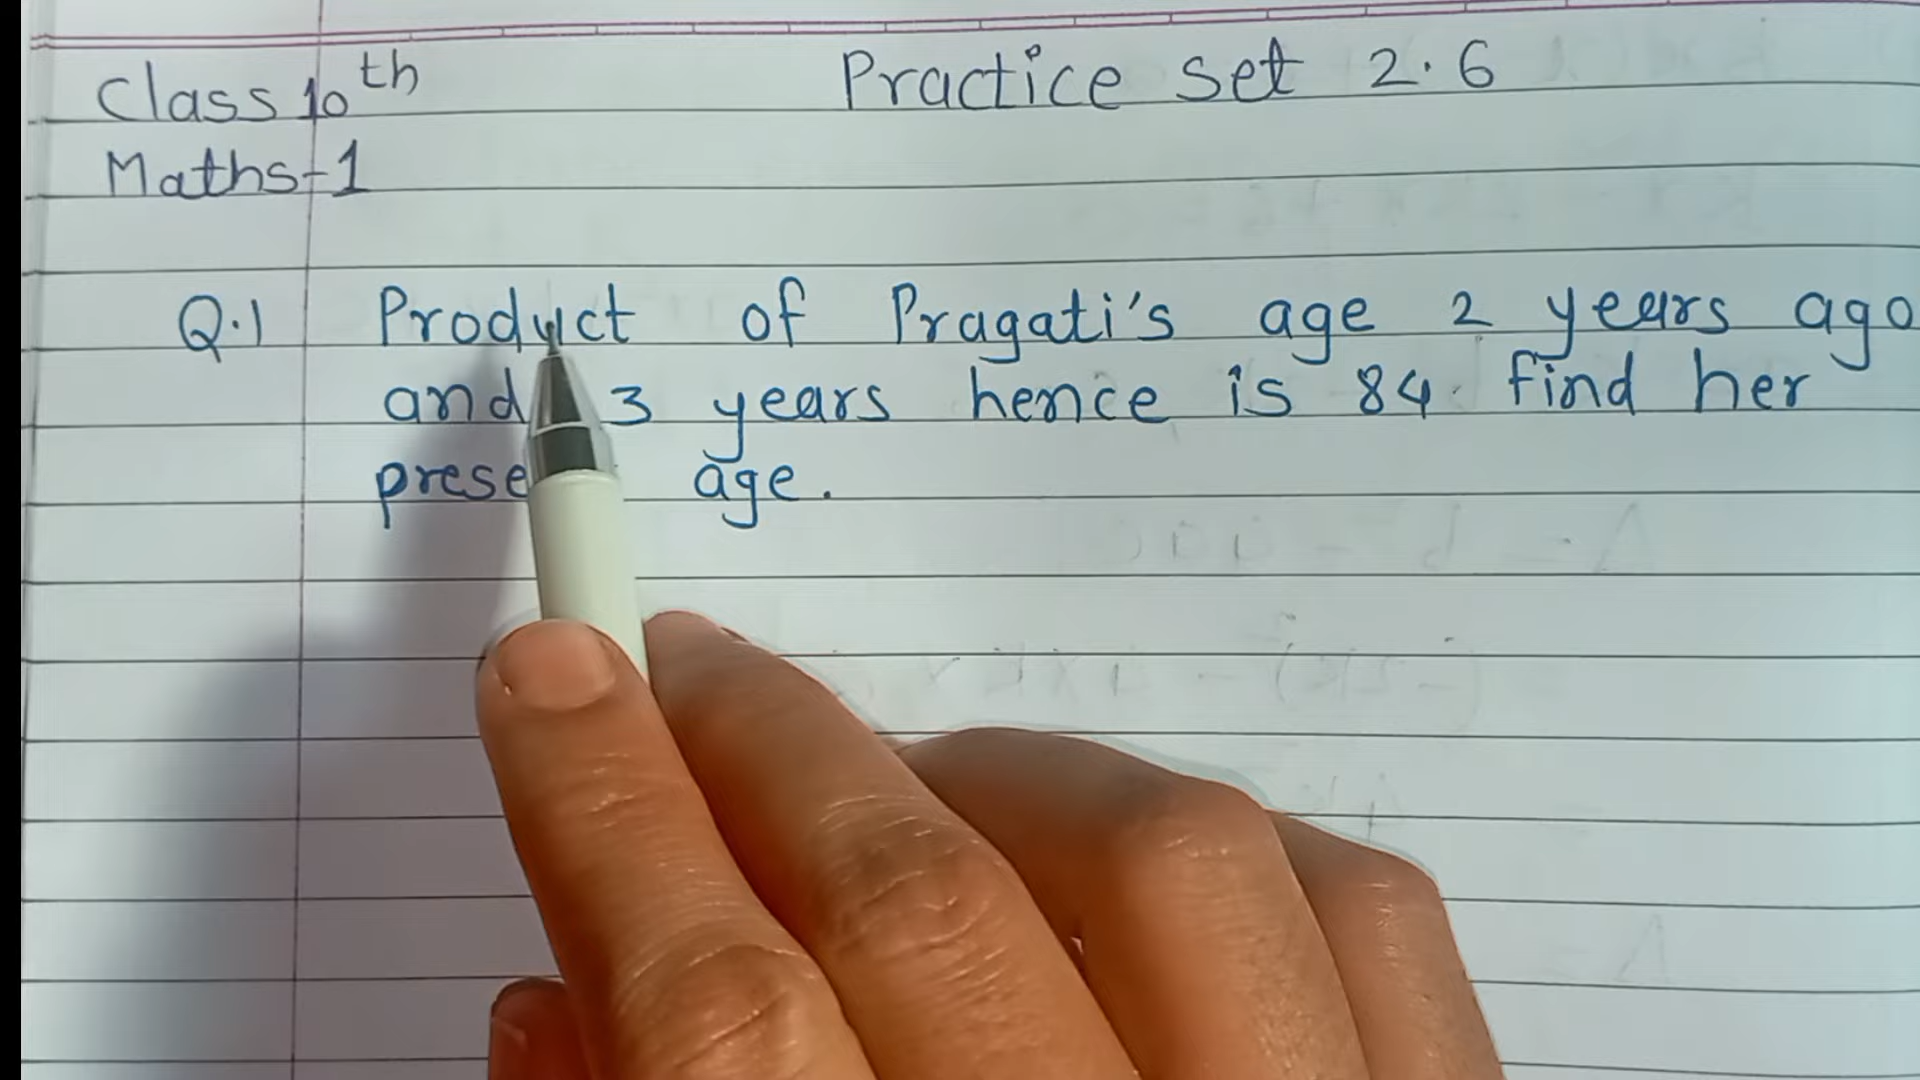 Class 10th
Practice set 2.6
Maths-1
Q.1 Product of Pragati's age 2 years ago
and 3 years hence is 84. find her
prese age.